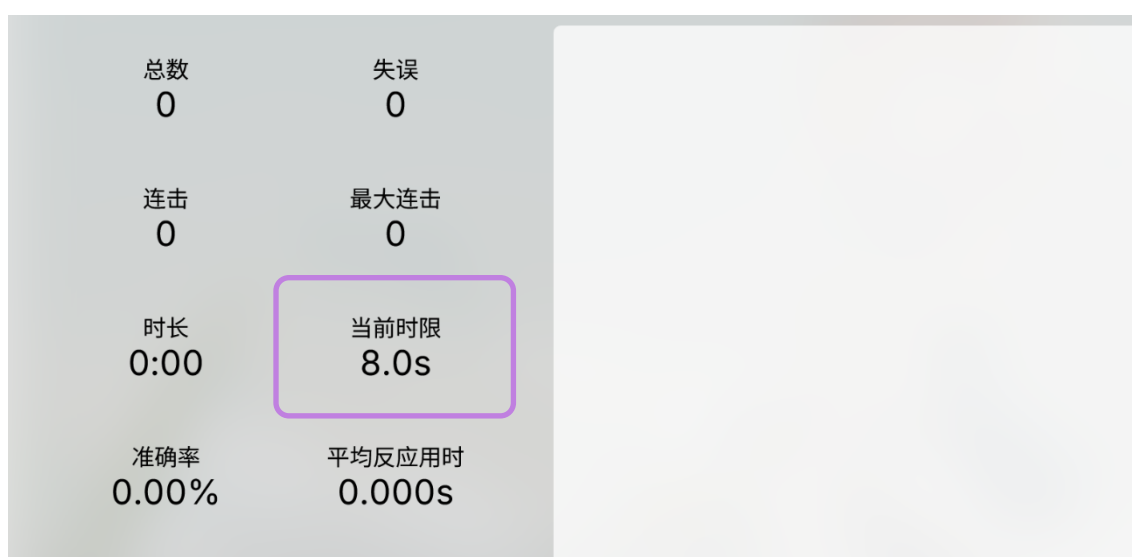 总数 失误
0 0
连击 最大连击
0 0
时长 当前时限
0:00 8.0s
准确率 平均反应用时
0.00% 0.000s